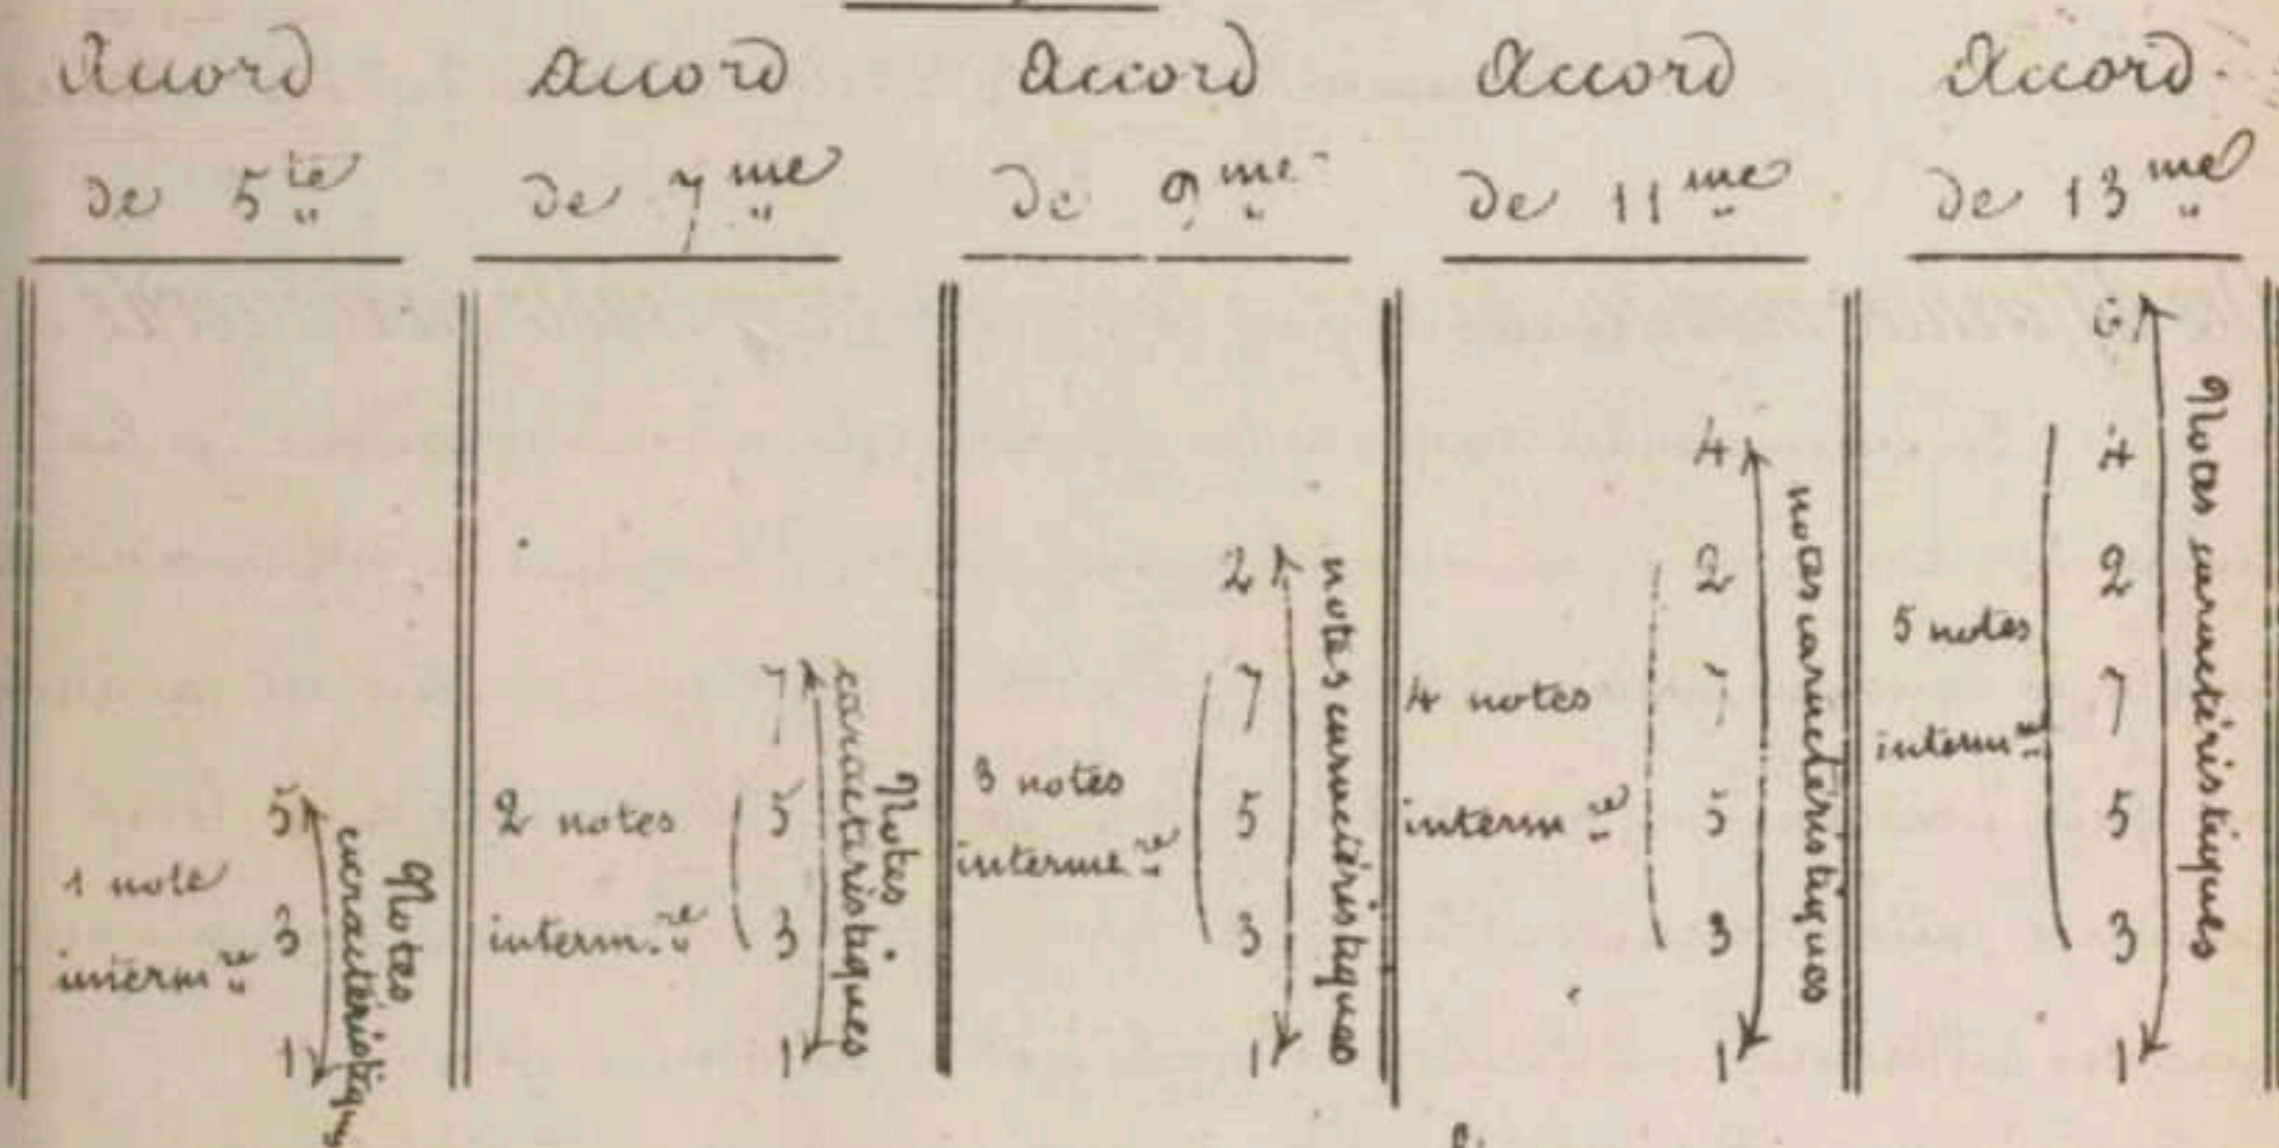 Accord
de 5te
5
1 note
3
interm.re
1
Notes
caractéristiques
Accord
de 7me
7
2 notes
5
interm.re
3
1
Notes
caractéristiques
Accord
de 9me
2
7
3 notes
5
interme.re
3
1
notes caractéristiques
Accord
de 11me
4
2
4 notes
7
interm.re
5
3
1
notes caractéristiques
Accord
de 13me
6
4
2
5 notes
7
interm.re
5
3
1
Notes caractéristiques